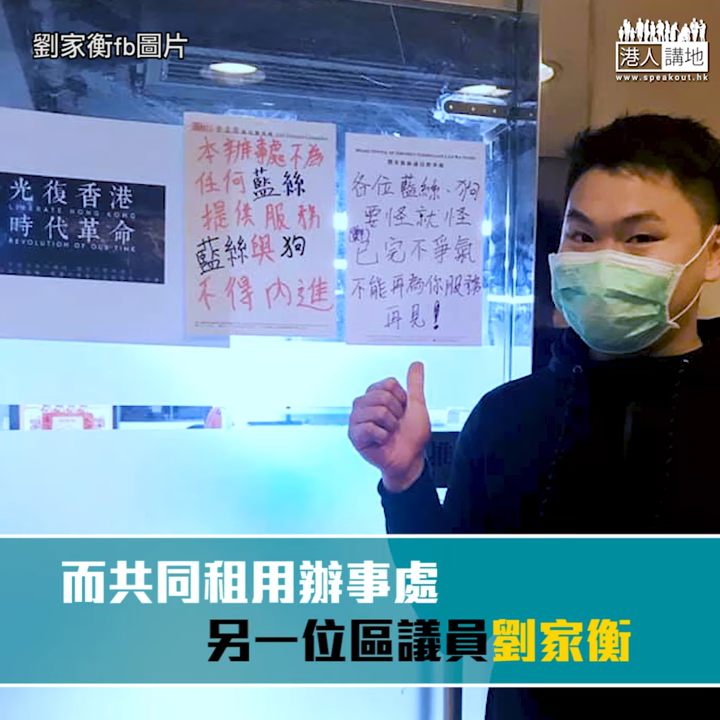 劉家衡fb圖片
港人講地
www.speakout.hk
光復香港
LIBERATE HONG KONG
時代革命
REVOLUTION OF OUR TIME
本辦事處不為
任何藍絲
提供服務
藍絲與狗
不得內進
各位藍絲、狗
要怪就怪
已完不爭氣
不能再為你服務
再見!
而共同租用辦事處
另一位區議員劉家衡